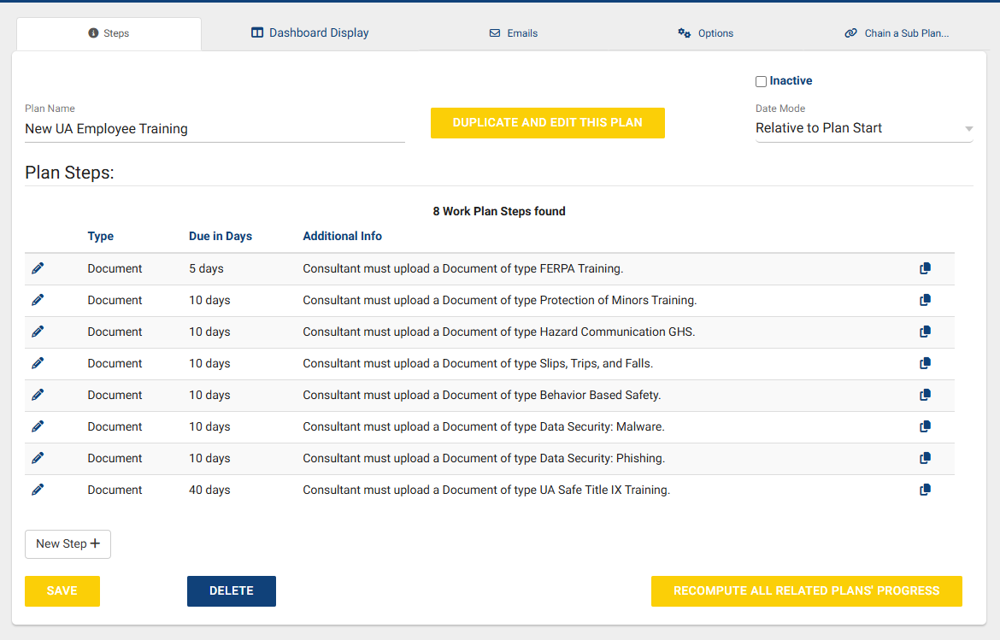 Steps
Dashboard Display
Emails
Options
Chain a Sub Plan...
Inactive
Plan Name
New UA Employee Training
DUPLICATE AND EDIT THIS PLAN
Date Mode
Relative to Plan Start
Plan Steps:
8 Work Plan Steps found
Type Due in Days Additional Info
Document 5 days Consultant must upload a Document of type FERPA Training.
Document 10 days Consultant must upload a Document of type Protection of Minors Training.
Document 10 days Consultant must upload a Document of type Hazard Communication GHS.
Document 10 days Consultant must upload a Document of type Slips, Trips, and Falls.
Document 10 days Consultant must upload a Document of type Behavior Based Safety.
Document 10 days Consultant must upload a Document of type Data Security: Malware.
Document 10 days Consultant must upload a Document of type Data Security: Phishing.
Document 40 days Consultant must upload a Document of type UA Safe Title IX Training.
New Step +
SAVE
DELETE
RECOMPUTE ALL RELATED PLANS' PROGRESS